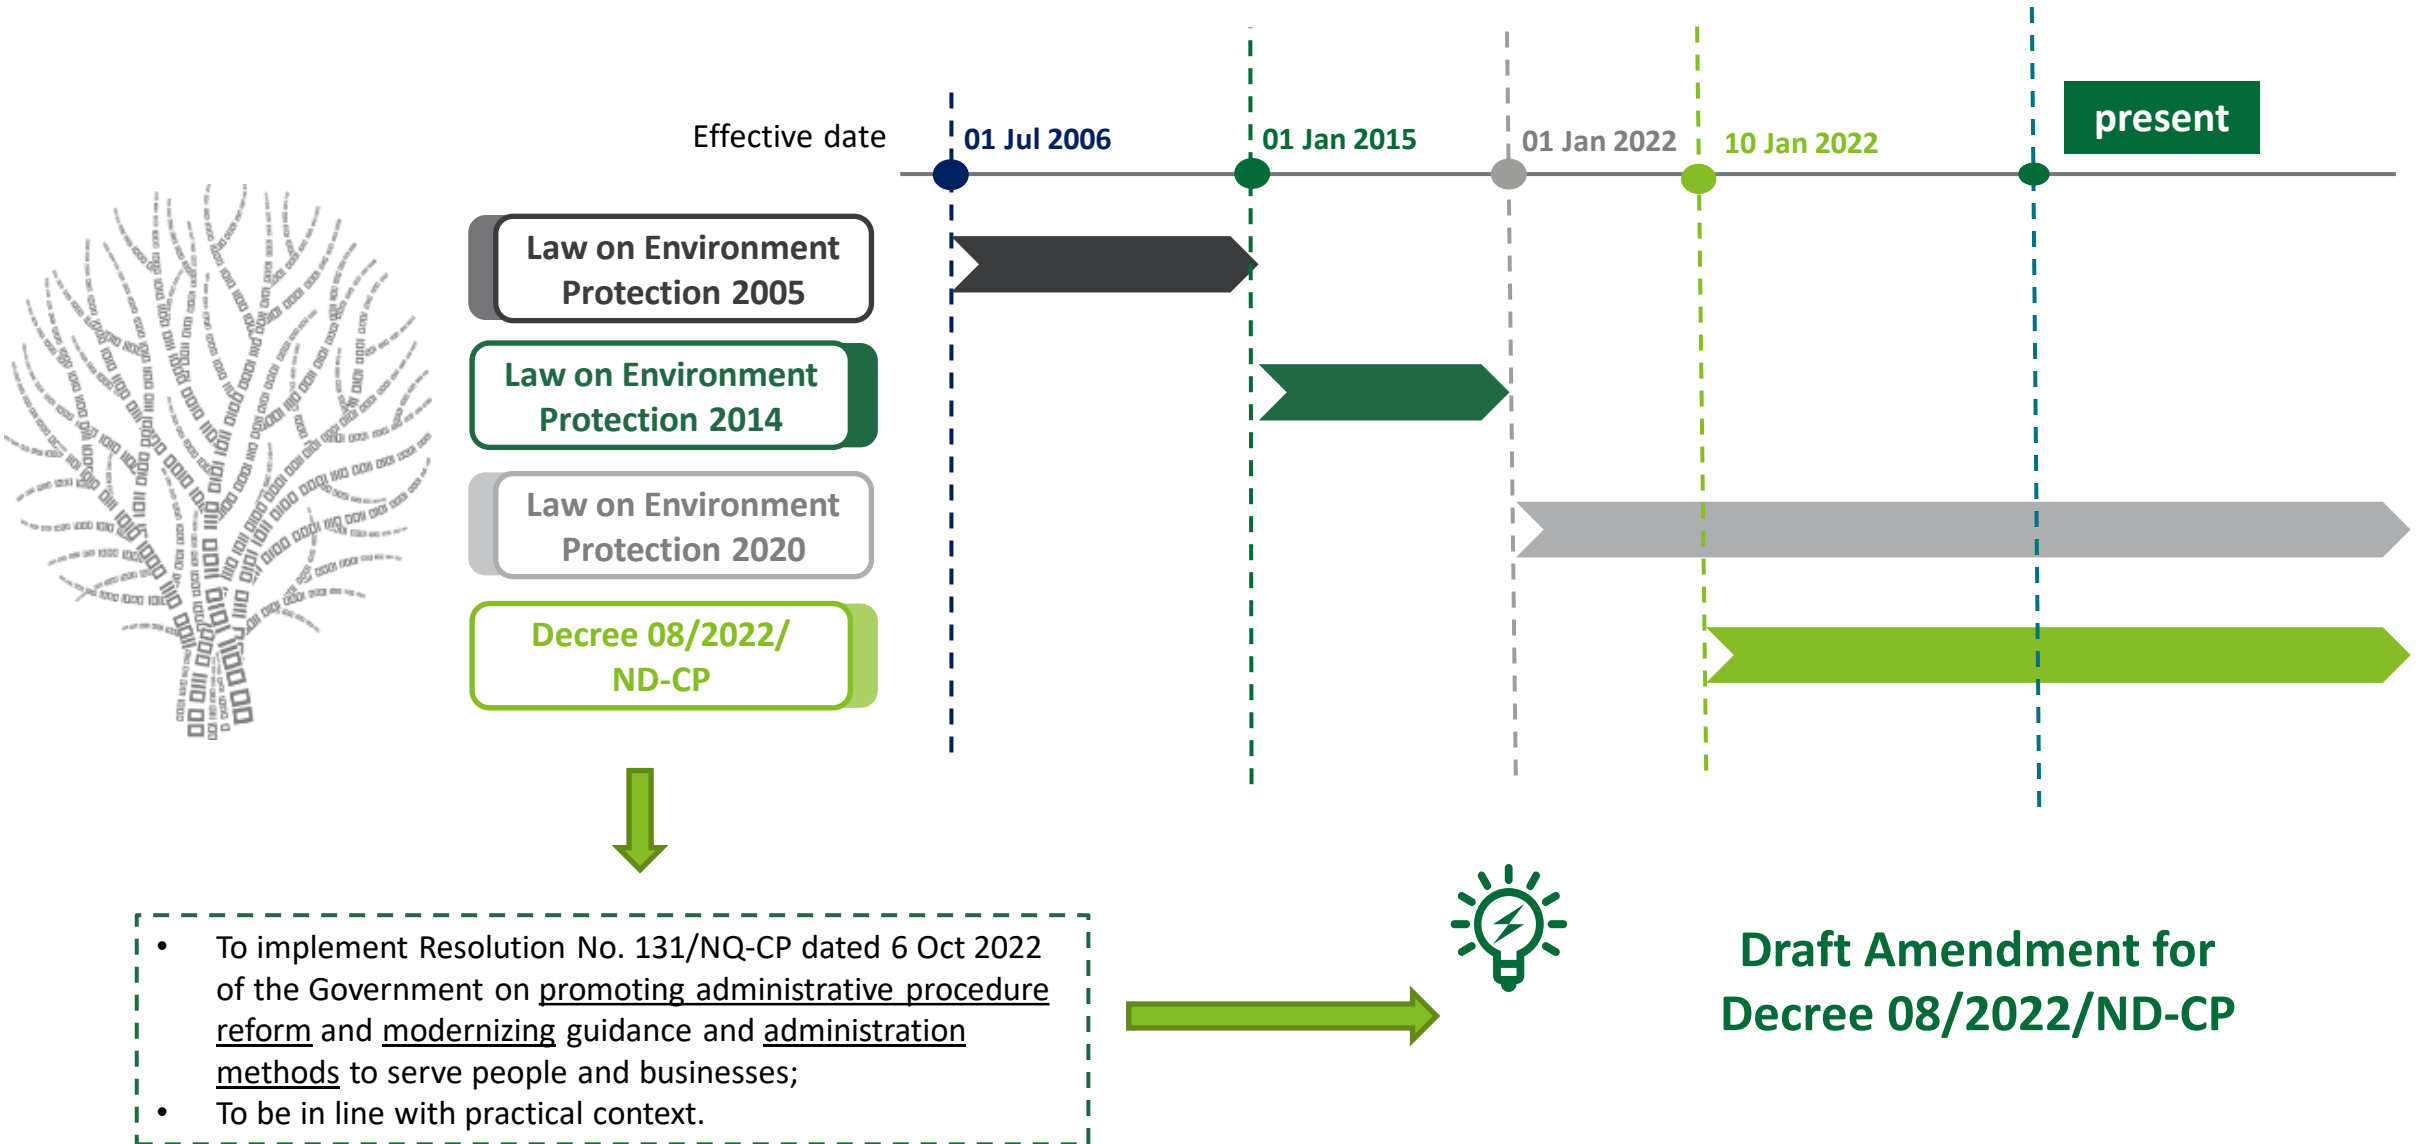 Effective date
01 Jul 2006
01 Jan 2015
01 Jan 2022
10 Jan 2022
present
Law on Environment
Protection 2005
Law on Environment
Protection 2014
Law on Environment
Protection 2020
Decree 08/2022/
ND-CP
• To implement Resolution No. 131/NQ-CP dated 6 Oct 2022
of the Government on promoting administrative procedure
reform and modernizing guidance and administration
methods to serve people and businesses;
• To be in line with practical context.
Draft Amendment for
Decree 08/2022/ND-CP